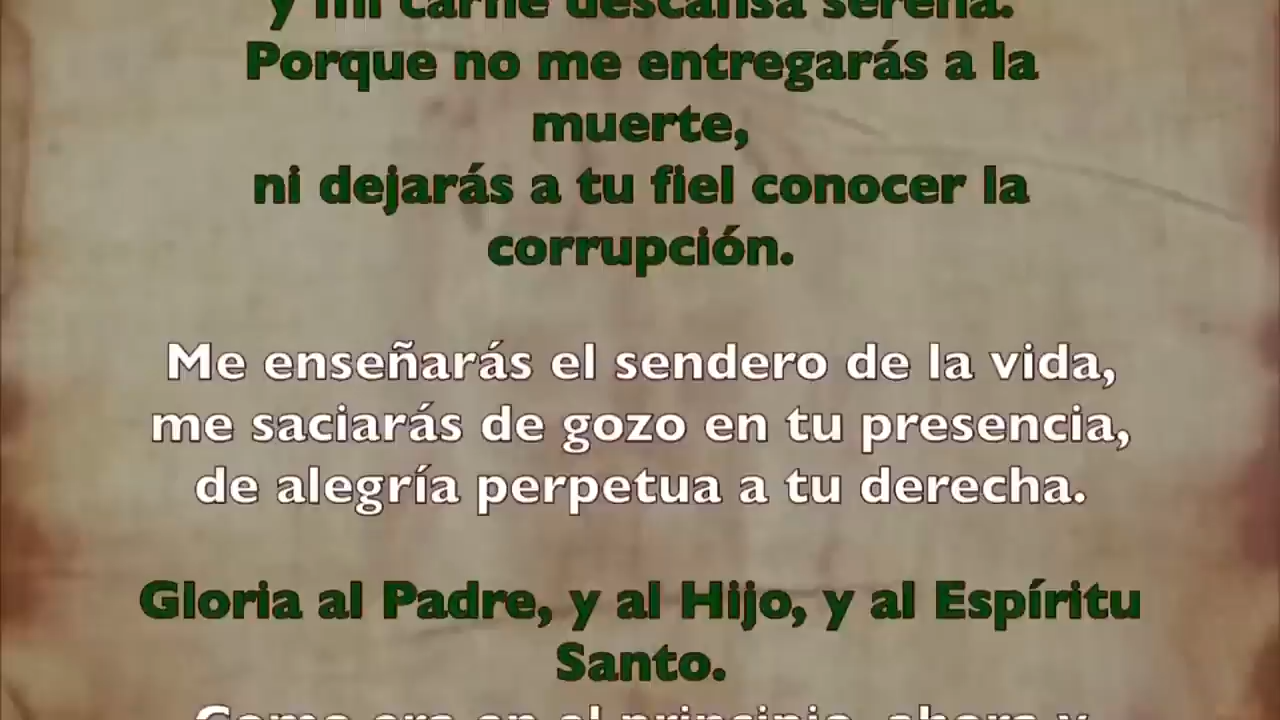 y mi carne descansa serena.
Porque no me entregarás a la
muerte,
ni dejarás a tu fiel conocer la
corrupción.
Me enseñarás el sendero de la vida,
me saciarás de gozo en tu presencia,
de alegría perpetua a tu derecha.
Gloria al Padre, y al Hijo, y al Espíritu
Santo.
Como era en el principio, ahora y